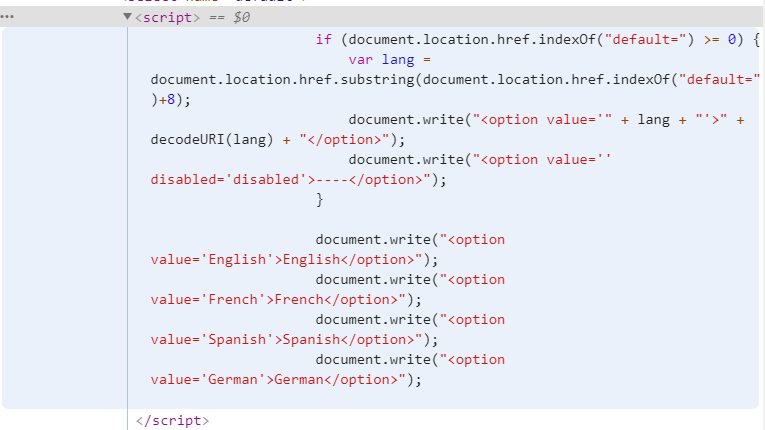 <script> == $0
if (document.location.href.indexOf("default=") >= 0) {
var lang =
document.location.href.substring(document.location.href.indexOf("default="
)+8);
document.write("<option value='" + lang + "'>" +
decodeURI(lang) + "</option>");
document.write("<option value=''
disabled='disabled'>----</option>");
}
document.write("<option
value='English'>English</option>");
document.write("<option
value='French'>French</option>");
document.write("<option
value='Spanish'>Spanish</option>");
document.write("<option
value='German'>German</option>");
</script>